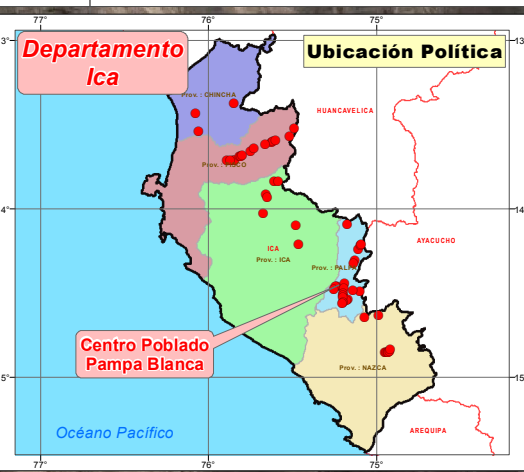 77°
76°
75°
Departamento
Ica
Ubicación Política
3°
13
Prov. : CHINCHA
HUANCAVELICA
Prov. : PISCO
4°
14
AYACUCHO
ICA
Prov. : ICA
Prov. : PALPA
Centro Poblado
Pampa Blanca
Prov. : NAZCA
5°
15
Océano Pacífico
AREQUIPA
77°
76°
75°